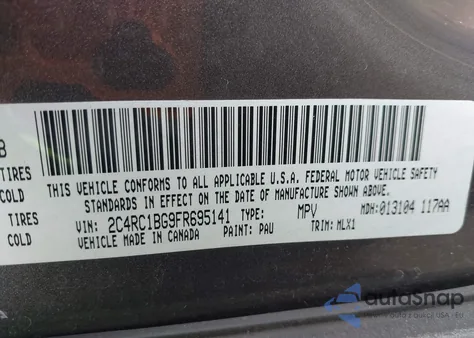 B
TIRES
COLD
TIRES
COLD
THIS VEHICLE CONFORMS TO ALL APPLICABLE U.S.A. FEDERAL MOTOR VEHICLE SAFETY
STANDARDS IN EFFECT ON THE DATE OF MANUFACTURE SHOWN ABOVE.
VIN: 2C4RC1BG9FR695141 TYPE: MPV MDH: 013104 117AA
VEHICLE MADE IN CANADA PAINT: PAU TRIM: MLX1
autosnap